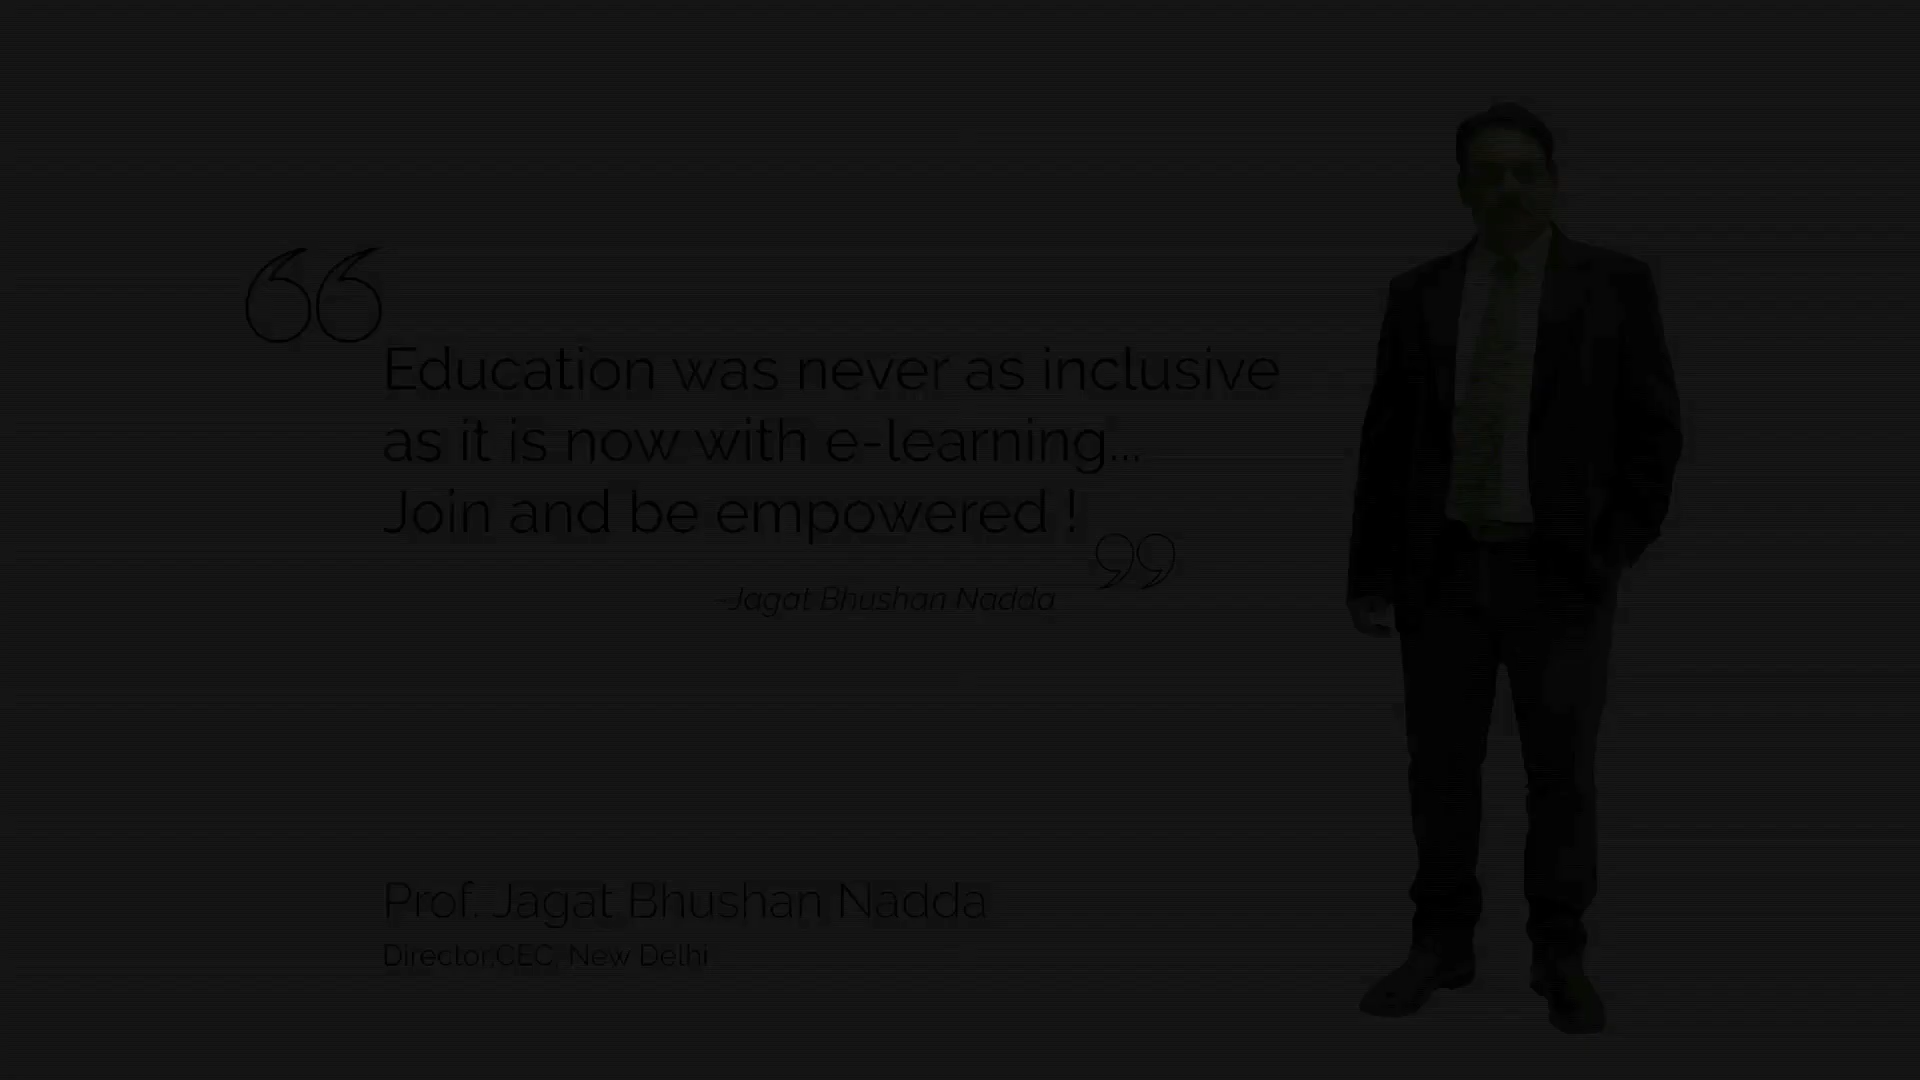 “Education was never as inclusive
as it is now with e-learning...
Join and be empowered !”
-Jagat Bhushan Nadda
Prof. Jagat Bhushan Nadda
Director,CEC, New Delhi